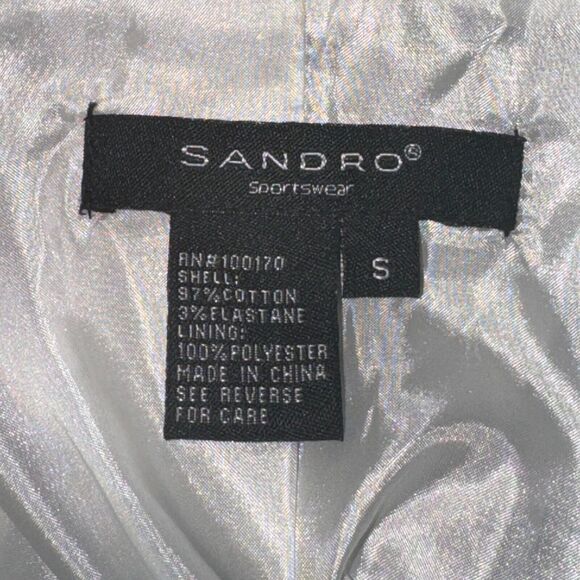 SANDRO®
Sportswear
S
RN#100170
SHELL:
97%COTTON
3%ELASTANE
LINING:
100%POLYESTER
MADE IN CHINA
SEE REVERSE
FOR CARE